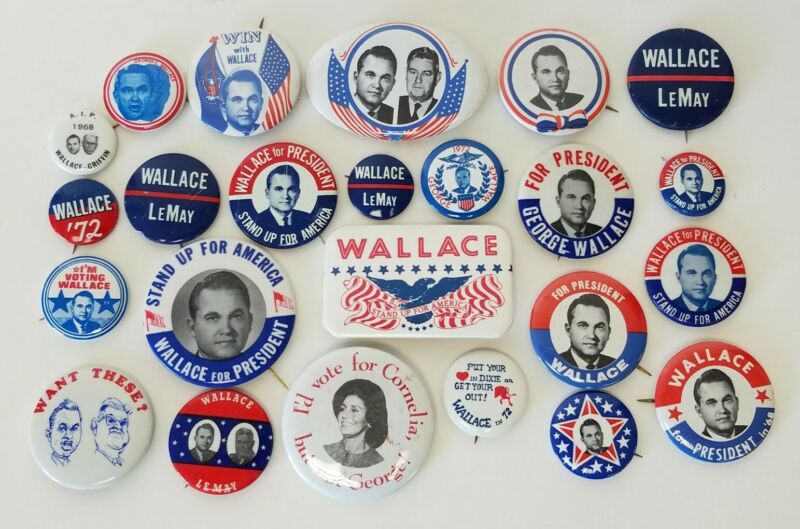 GEORGE C. WALLACE
WIN
with
WALLACE
WALLACE
LeMAY
A.I.P.
1968
WALLACE-GRIFFIN
WALLACE
'72
WALLACE
LeMAY
WALLACE for PRESIDENT
STAND UP FOR AMERICA
WALLACE
LeMAY
1972
GEORGE WALLACE
FOR PRESIDENT
GEORGE WALLACE
WALLACE for PRESIDENT
STAND UP FOR AMERICA
I'M
VOTING
WALLACE
STAND UP FOR AMERICA
WALLACE FOR PRESIDENT
WALLACE
STAND UP FOR AMERICA
FOR PRESIDENT
WALLACE
WALLACE for PRESIDENT
STAND UP FOR AMERICA
WANT THESE?
WALLACE
LEMAY
I'd vote for Cornelia,
but
George!
PUT YOUR
IN DIXIE OR
GET YOUR
OUT!
WALLACE IN 72
WALLACE
for PRESIDENT in '68